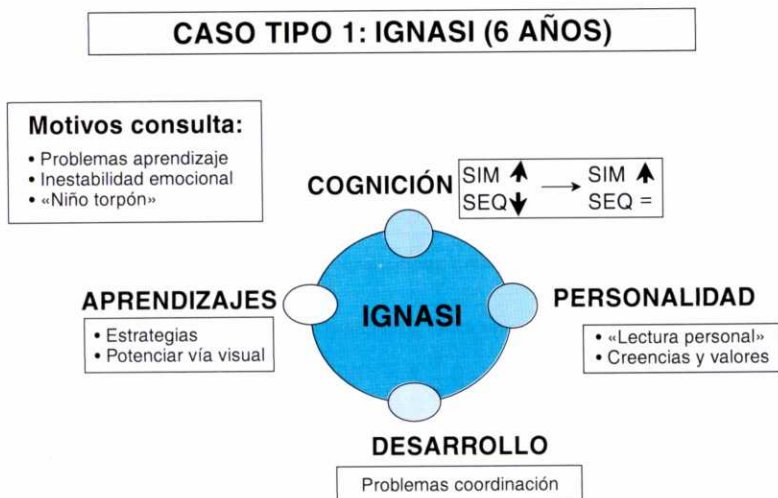 CASO TIPO 1: IGNASI (6 AÑOS)
Motivos consulta:
• Problemas aprendizaje
• Inestabilidad emocional
• «Niño torpón»
COGNICIÓN
SIM ↑ → SIM ↑
SEQ ↓ SEQ =
APRENDIZAJES
• Estrategias
• Potenciar vía visual
IGNASI
PERSONALIDAD
• «Lectura personal»
• Creencias y valores
DESARROLLO
Problemas coordinación